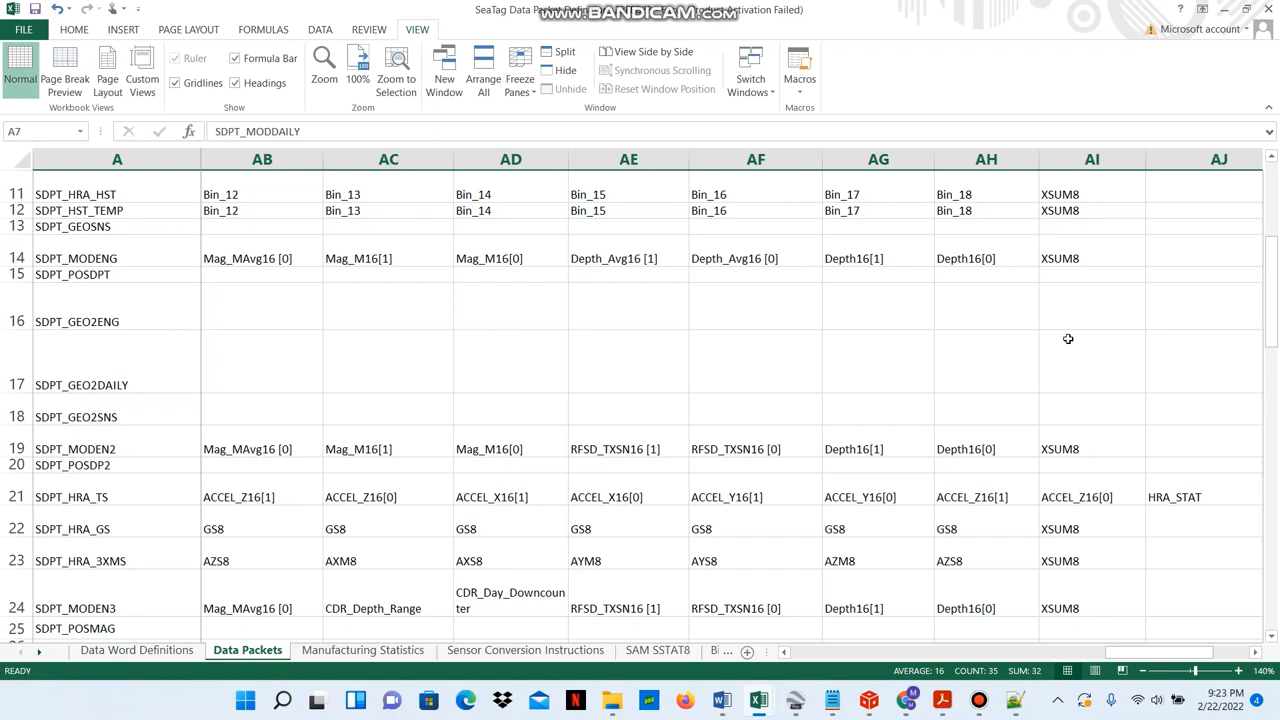 SeaTag Data Packet Defin www.BANDICAM.com Activation Failed)
FILE HOME INSERT PAGE LAYOUT FORMULAS DATA REVIEW VIEW Microsoft account
Normal Page Break Preview Page Layout Custom Views Ruler Formula Bar Gridlines Headings Zoom 100% Zoom to Selection New Window Arrange All Freeze Panes Split Hide Unhide View Side by Side Synchronous Scrolling Reset Window Position Switch Windows Macros
Workbook Views Show Zoom Window Macros
A7 fx SDPT_MODDAILY
A AB AC AD AE AF AG AH AI AJ
11 SDPT_HRA_HST Bin_12 Bin_13 Bin_14 Bin_15 Bin_16 Bin_17 Bin_18 XSUM8
12 SDPT_HST_TEMP Bin_12 Bin_13 Bin_14 Bin_15 Bin_16 Bin_17 Bin_18 XSUM8
13 SDPT_GEOSNS
14 SDPT_MODENG Mag_MAvg16 [0] Mag_M16[1] Mag_M16[0] Depth_Avg16 [1] Depth_Avg16 [0] Depth16[1] Depth16[0] XSUM8
15 SDPT_POSDPT
16 SDPT_GEO2ENG
17 SDPT_GEO2DAILY
18 SDPT_GEO2SNS
19 SDPT_MODEN2 Mag_MAvg16 [0] Mag_M16[1] Mag_M16[0] RFSD_TXSN16 [1] RFSD_TXSN16 [0] Depth16[1] Depth16[0] XSUM8
20 SDPT_POSDP2
21 SDPT_HRA_TS ACCEL_Z16[1] ACCEL_Z16[0] ACCEL_X16[1] ACCEL_X16[0] ACCEL_Y16[1] ACCEL_Y16[0] ACCEL_Z16[1] ACCEL_Z16[0] HRA_STAT
22 SDPT_HRA_GS GS8 GS8 GS8 GS8 GS8 GS8 GS8 XSUM8
23 SDPT_HRA_3XMS AZS8 AXM8 AXS8 AYM8 AYS8 AZM8 AZS8 XSUM8
CDR_Day_Downcoun
24 SDPT_MODEN3 Mag_MAvg16 [0] CDR_Depth_Range ter RFSD_TXSN16 [1] RFSD_TXSN16 [0] Depth16[1] Depth16[0] XSUM8
25 SDPT_POSMAG
Data Word Definitions Data Packets Manufacturing Statistics Sensor Conversion Instructions SAM SSTAT8 Bi ...
READY AVERAGE: 16 COUNT: 35 SUM: 32 140%
9:23 PM
2/22/2022 4